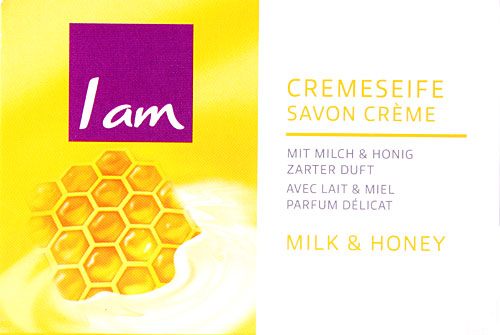 I am
CREMESEIFE
SAVON CRÈME
MIT MILCH & HONIG
ZARTER DUFT
AVEC LAIT & MIEL
PARFUM DÉLICAT
MILK & HONEY